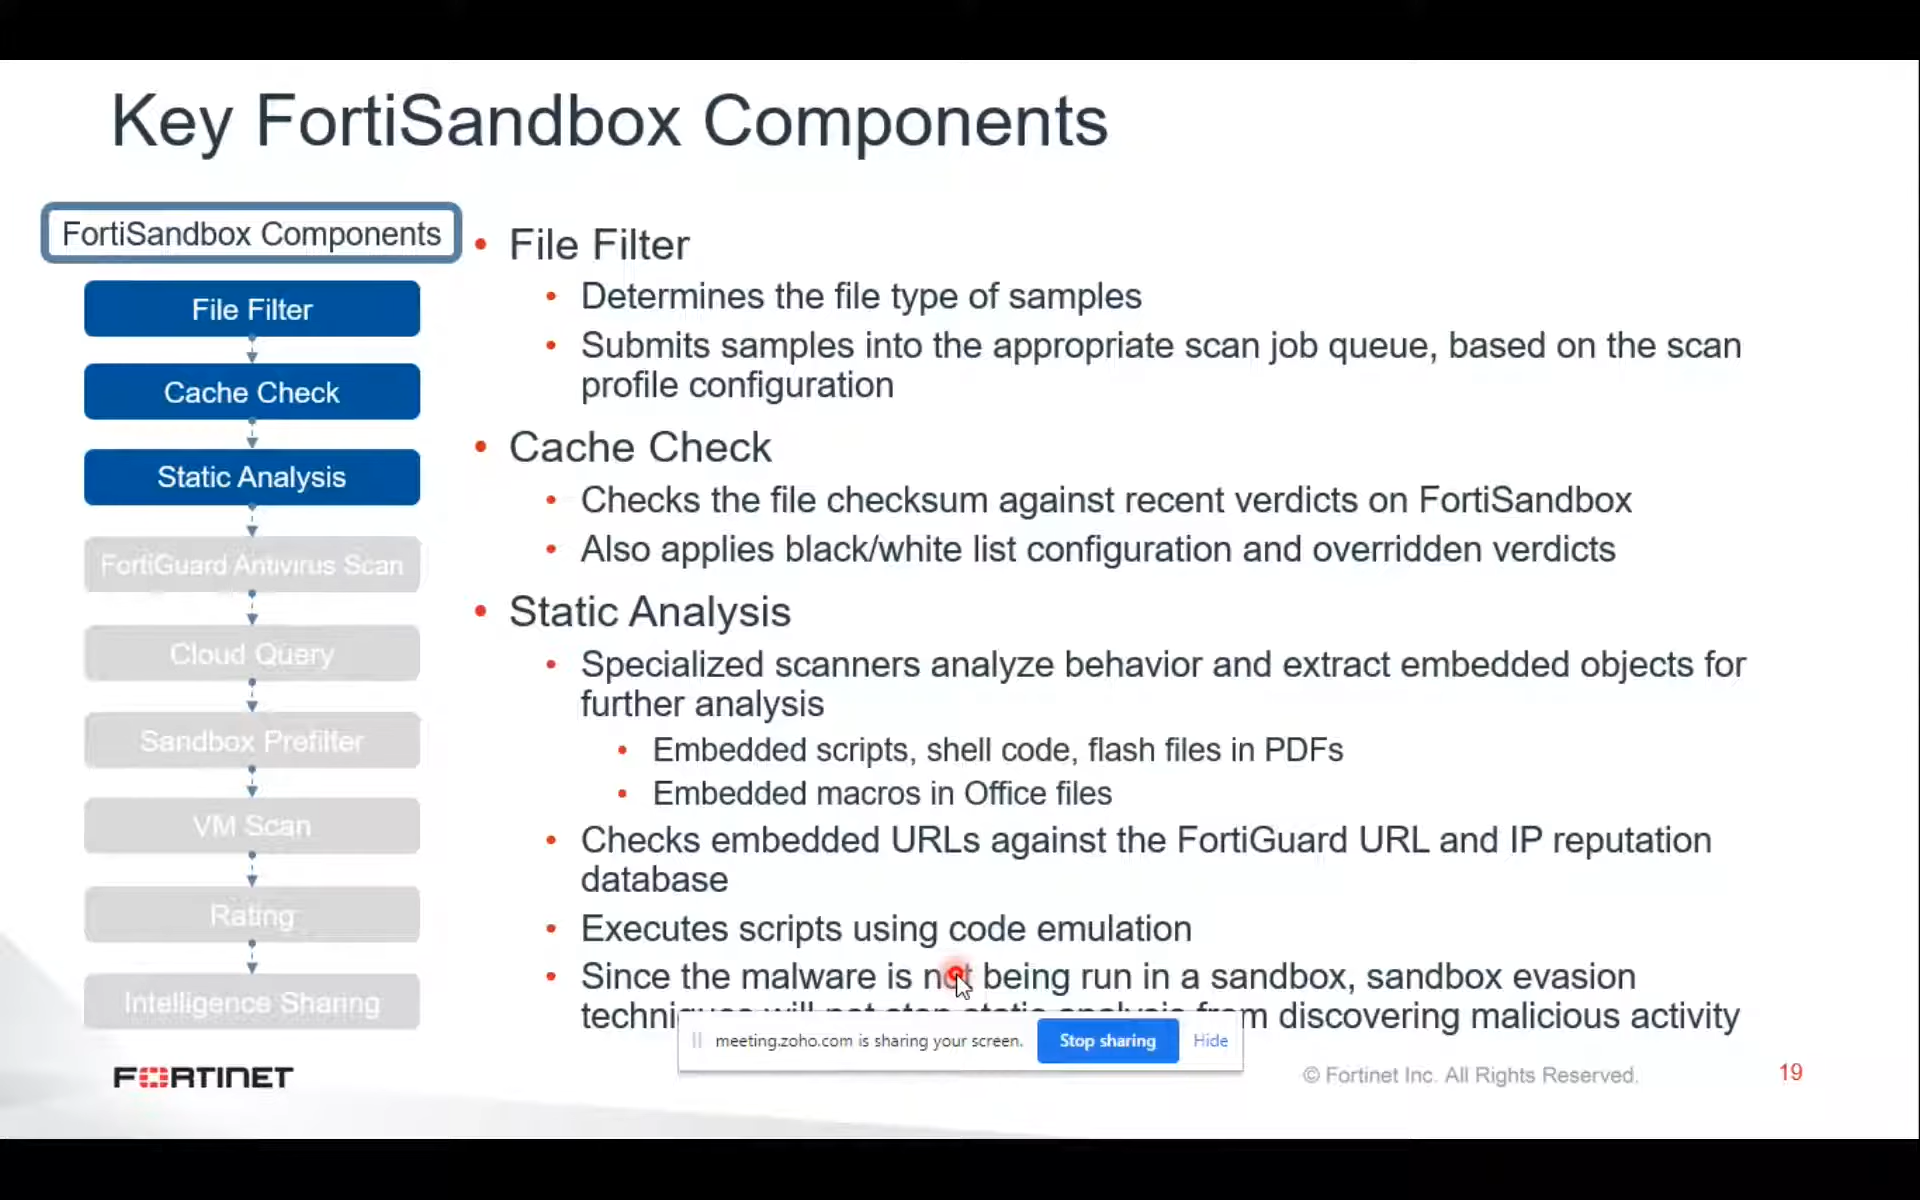 Key FortiSandbox Components
FortiSandbox Components
File Filter
Cache Check
Static Analysis
FortiGuard Antivirus Scan
Cloud Query
Sandbox Prefilter
VM Scan
Rating
Intelligence Sharing
• File Filter
• Determines the file type of samples
• Submits samples into the appropriate scan job queue, based on the scan
profile configuration
• Cache Check
• Checks the file checksum against recent verdicts on FortiSandbox
• Also applies black/white list configuration and overridden verdicts
• Static Analysis
• Specialized scanners analyze behavior and extract embedded objects for
further analysis
• Embedded scripts, shell code, flash files in PDFs
• Embedded macros in Office files
• Checks embedded URLs against the FortiGuard URL and IP reputation
database
• Executes scripts using code emulation
• Since the malware is not being run in a sandbox, sandbox evasion
techniques will not stop static analysis from discovering malicious activity
meeting.zoho.com is sharing your screen.
Stop sharing
Hide
FORTINET
© Fortinet Inc. All Rights Reserved.
19